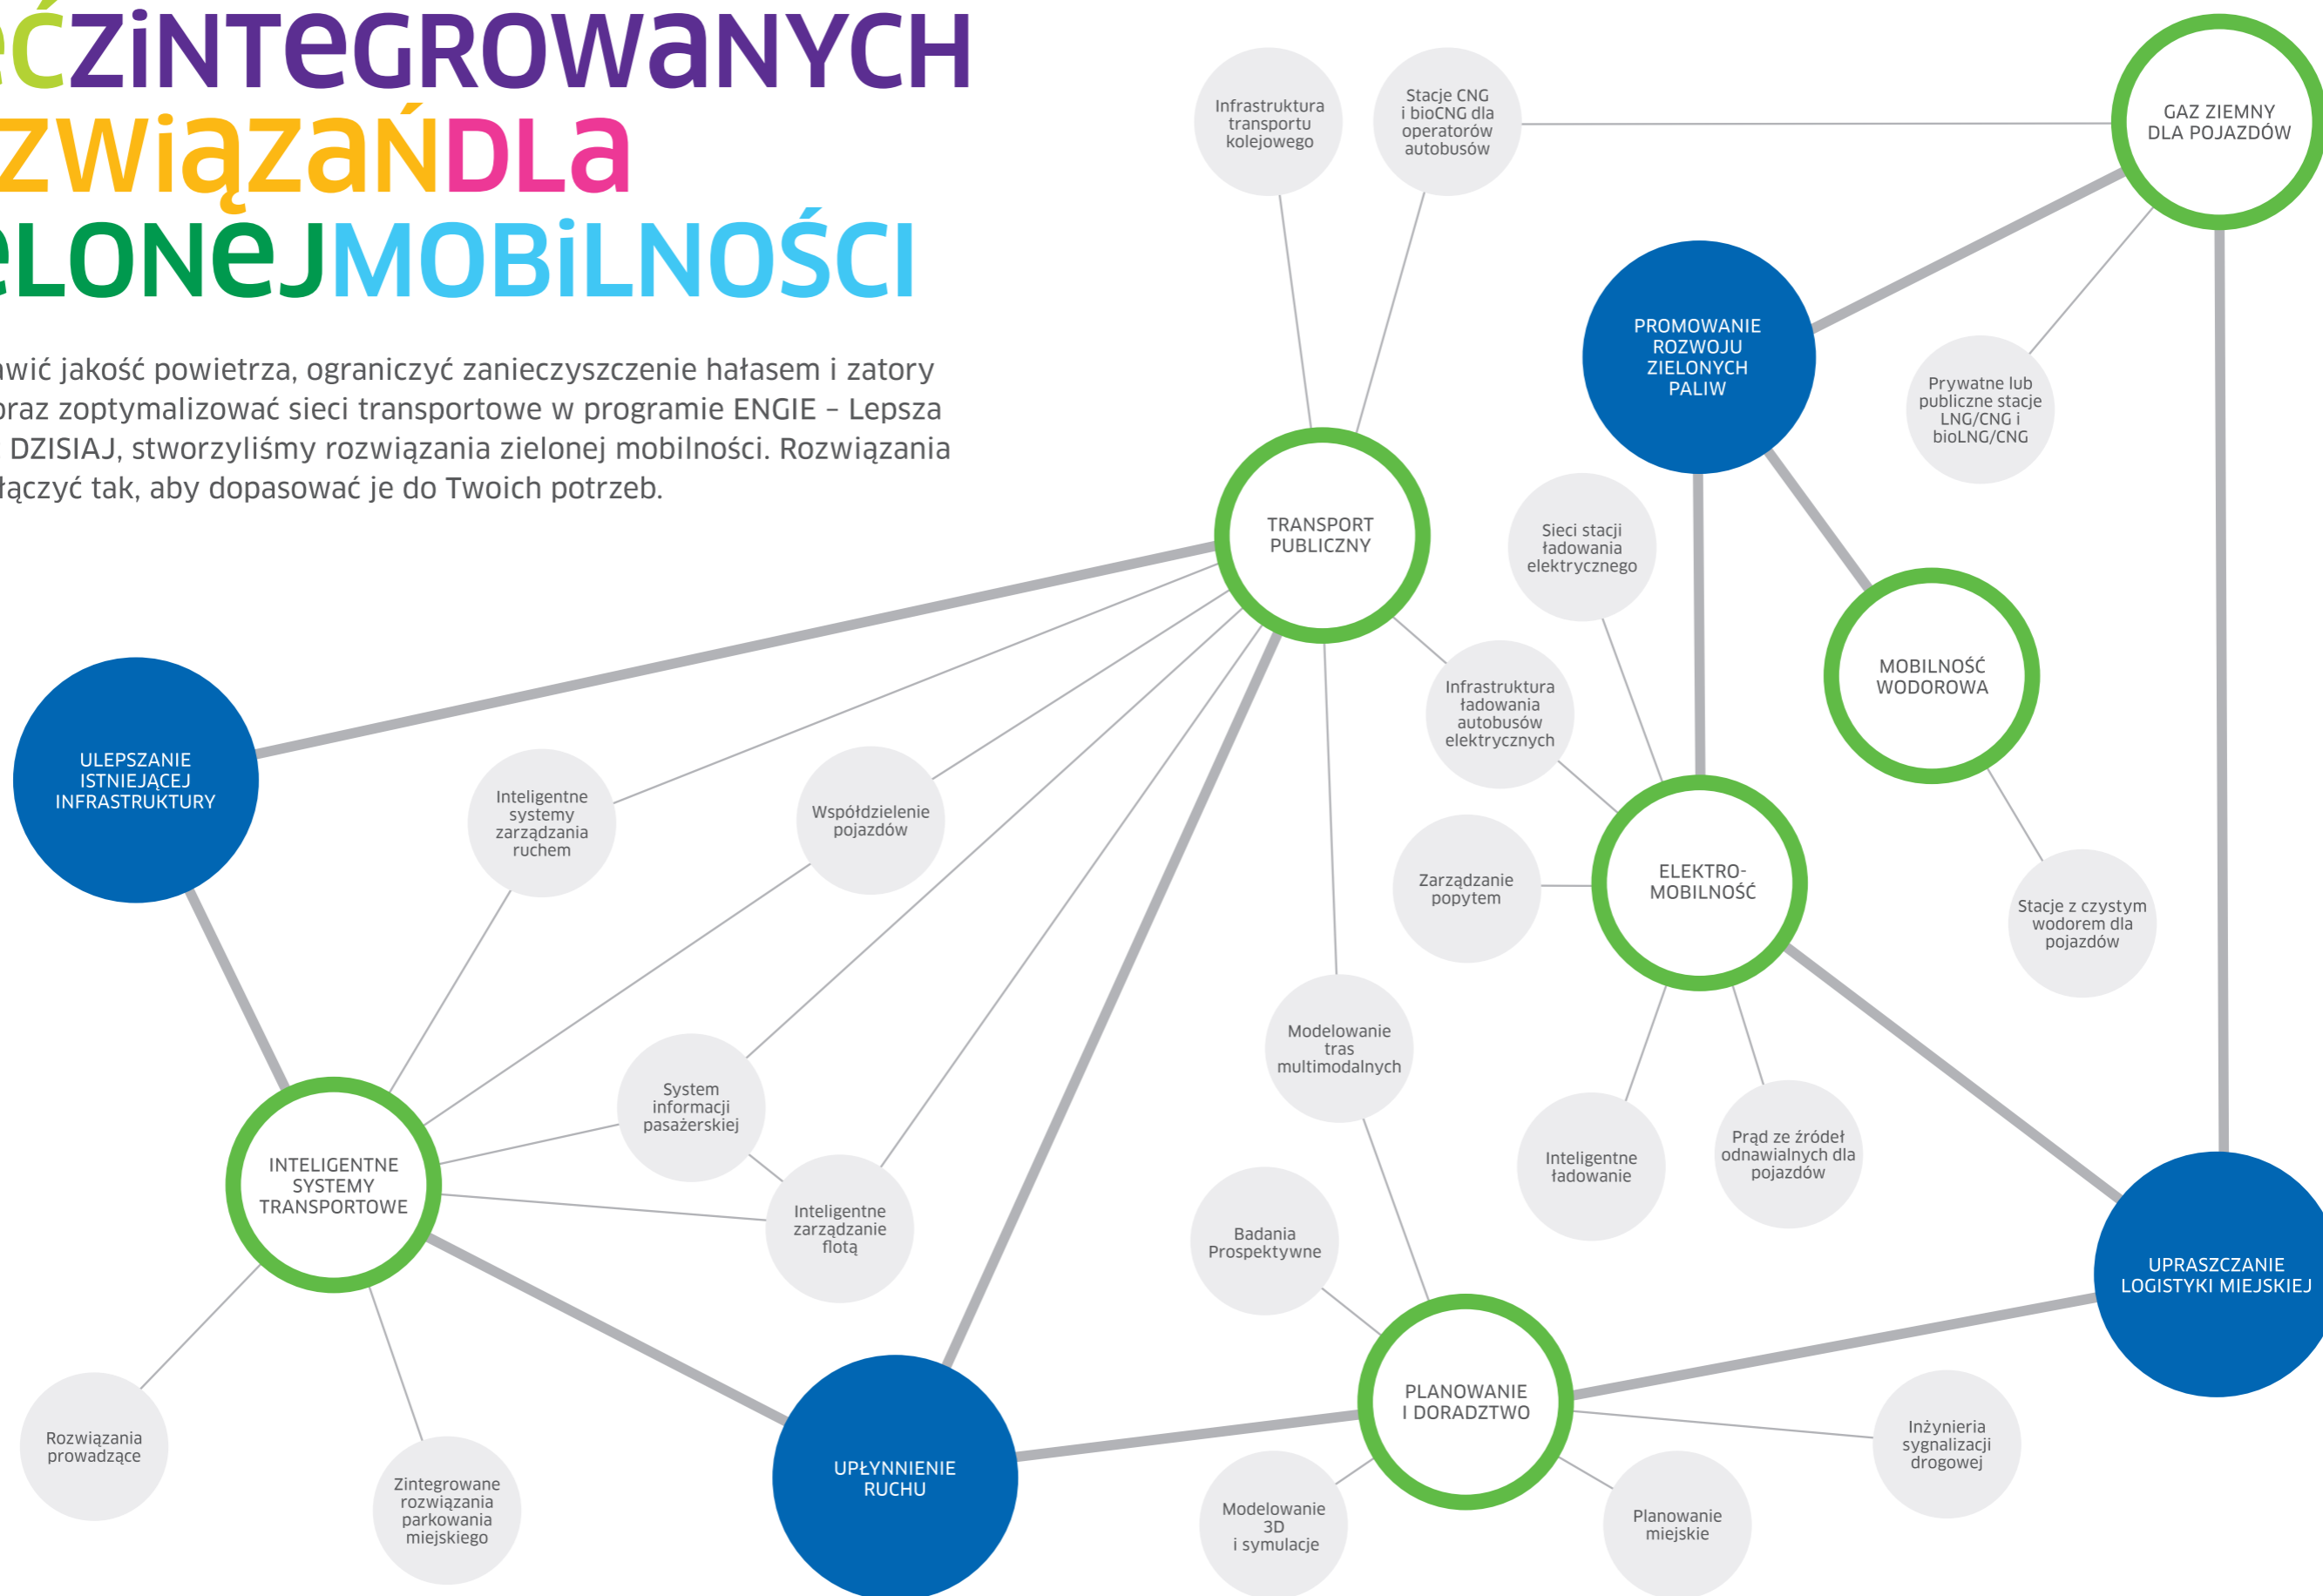 ećZiNTeGROWaNYCH
ZWiąZaŃDLa
eLONeJMOBiLNOŚCI
awić jakość powietrza, ograniczyć zanieczyszczenie hałasem i zatory
oraz zoptymalizować sieci transportowe w programie ENGIE – Lepsza
DZISIAJ, stworzyliśmy rozwiązania zielonej mobilności. Rozwiązania
łączyć tak, aby dopasować je do Twoich potrzeb.
Infrastruktura
transportu
kolejowego
Stacje CNG
i bioCNG dla
operatorów
autobusów
GAZ ZIEMNY
DLA POJAZDÓW
PROMOWANIE
ROZWOJU
ZIELONYCH
PALIW
Prywatne lub
publiczne stacje
LNG/CNG i
bioLNG/CNG
TRANSPORT
PUBLICZNY
Sieci stacji
ładowania
elektrycznego
Infrastruktura
ładowania
autobusów
elektrycznych
MOBILNOŚĆ
WODOROWA
ULEPSZANIE
ISTNIEJĄCEJ
INFRASTRUKTURY
Inteligentne
systemy
zarządzania
ruchem
Współdzielenie
pojazdów
Zarządzanie
popytem
ELEKTRO-
MOBILNOŚĆ
Stacje z czystym
wodorem dla
pojazdów
Modelowanie
tras
multimodalnych
System
informacji
pasażerskiej
Inteligentne
ładowanie
Prąd ze źródeł
odnawialnych dla
pojazdów
INTELIGENTNE
SYSTEMY
TRANSPORTOWE
Inteligentne
zarządzanie
flotą
Badania
Prospektywne
UPRASZCZANIE
LOGISTYKI MIEJSKIEJ
PLANOWANIE
I DORADZTWO
Rozwiązania
prowadzące
Zintegrowane
rozwiązania
parkowania
miejskiego
UPŁYNNIENIE
RUCHU
Modelowanie
3D
i symulacje
Planowanie
miejskie
Inżynieria
sygnalizacji
drogowej